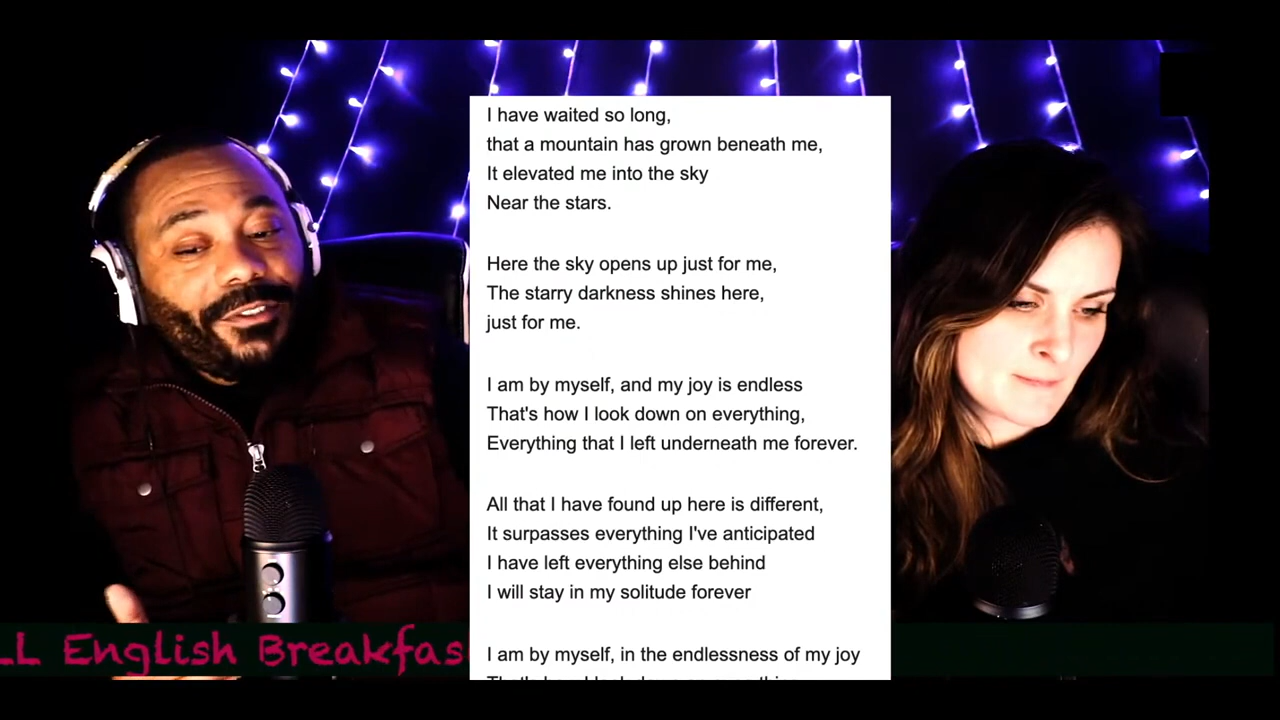 I have waited so long,
that a mountain has grown beneath me,
It elevated me into the sky
Near the stars.
Here the sky opens up just for me,
The starry darkness shines here,
just for me.
I am by myself, and my joy is endless
That's how I look down on everything,
Everything that I left underneath me forever.
All that I have found up here is different,
It surpasses everything I've anticipated
I have left everything else behind
I will stay in my solitude forever
I am by myself, in the endlessness of my joy
LL English Breakfas